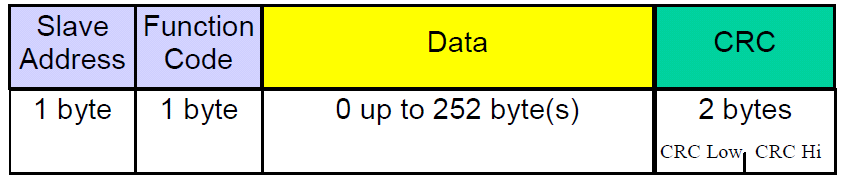 Slave Address
Function Code
Data
CRC
1 byte
1 byte
0 up to 252 byte(s)
2 bytes
CRC Low
CRC Hi